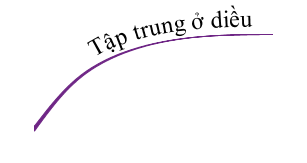 Tập trung ở diều